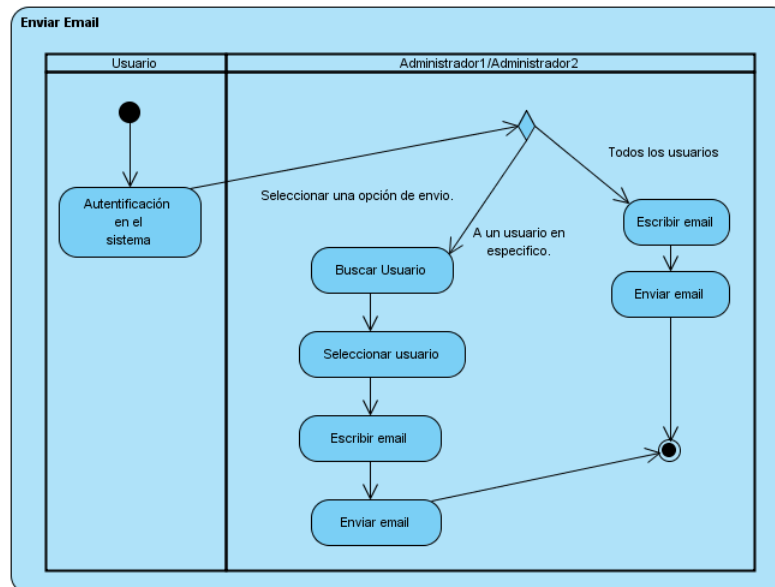 Enviar Email
Usuario
Administrador1/Administrador2
Autentificación
en el
sistema
Seleccionar una opción de envio.
Todos los usuarios
A un usuario en
especifico.
Escribir email
Enviar email
Buscar Usuario
Seleccionar usuario
Escribir email
Enviar email